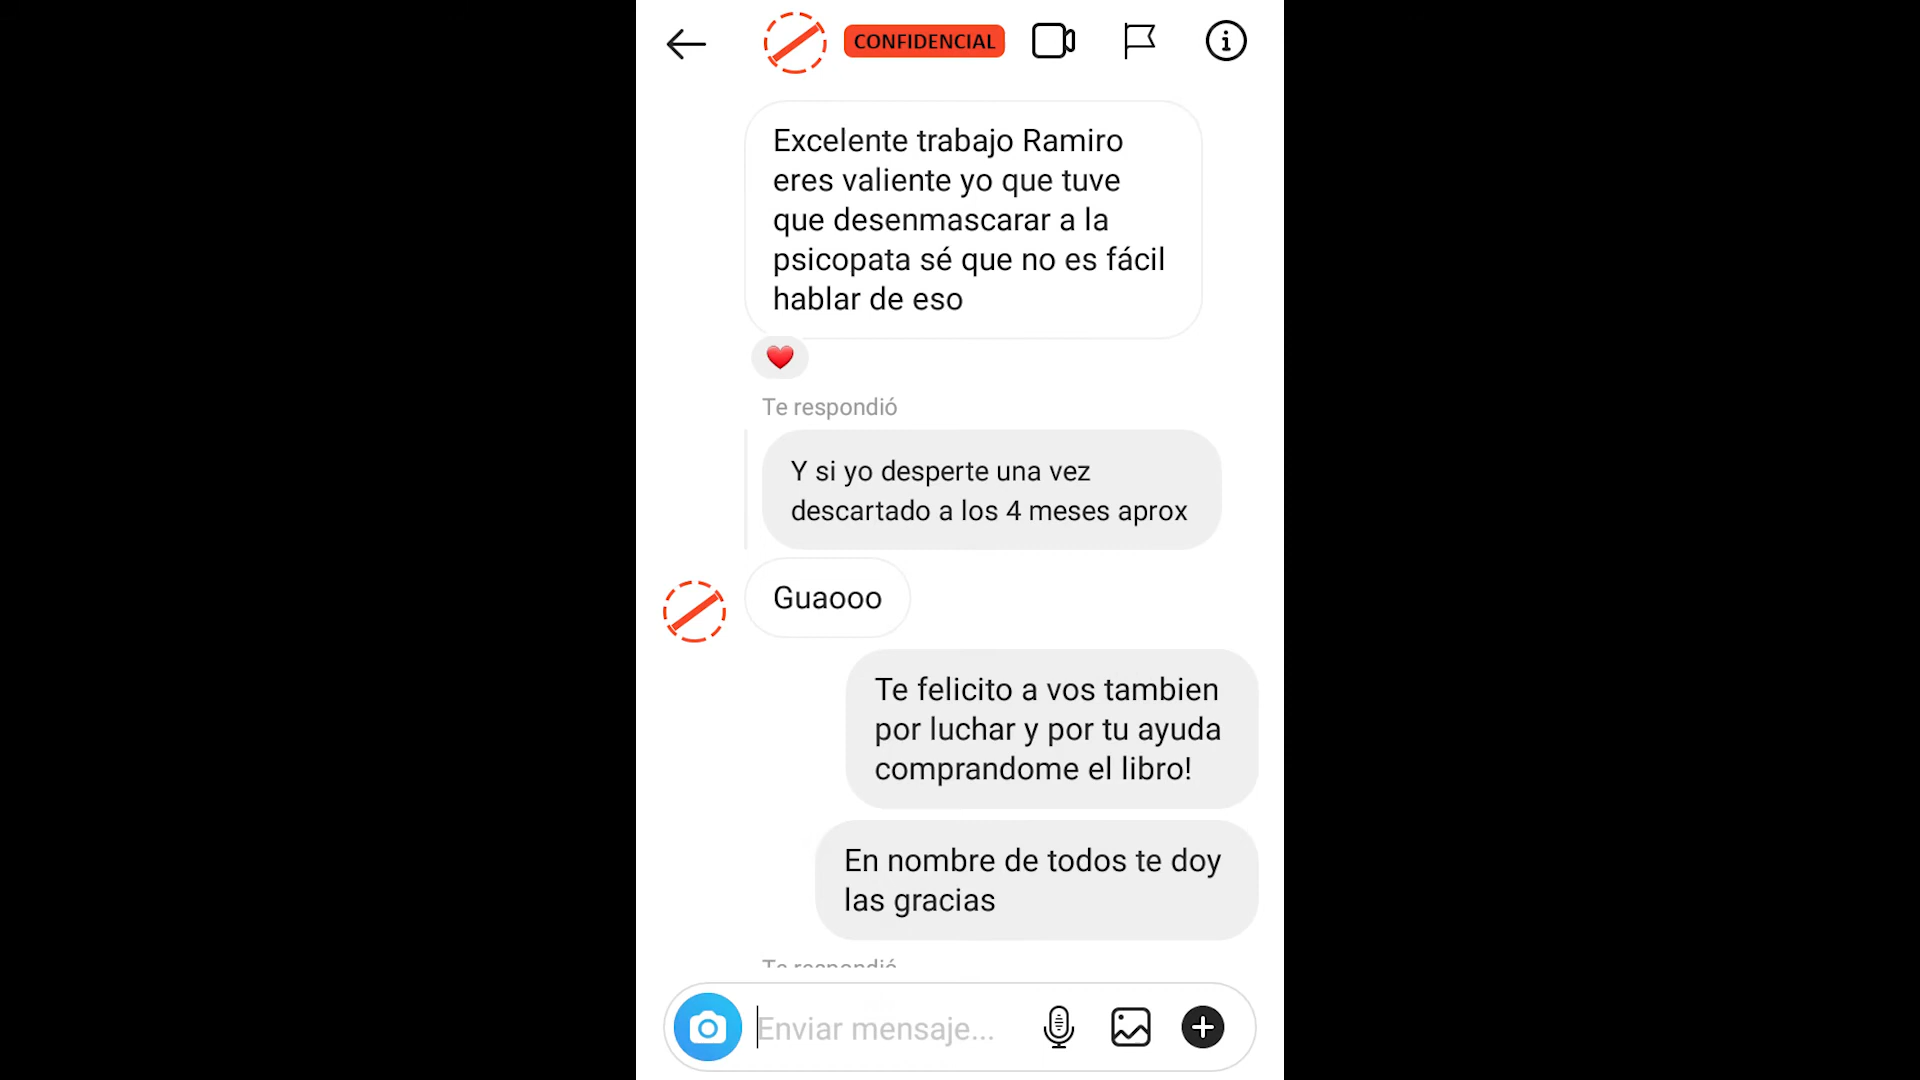 CONFIDENCIAL
Excelente trabajo Ramiro
eres valiente yo que tuve
que desenmascarar a la
psicopata sé que no es fácil
hablar de eso
Te respondió
Y si yo desperte una vez
descartado a los 4 meses aprox
Guaooo
Te felicito a vos tambien
por luchar y por tu ayuda
comprandome el libro!
En nombre de todos te doy
las gracias
Te respondió
Enviar mensaje...